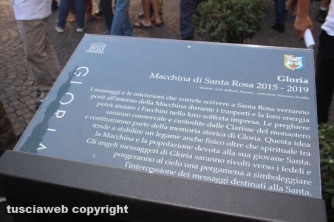 Gloria
Macchina di Santa Rosa 2015 - 2019
GLORIA
I messaggi e le intenzioni che vorrete scrivere a Santa Rosa verranno
posti all'interno della Macchina durante i trasporti e la loro energia
potrà aiutare i Facchini nella loro sofferta impresa. Le preghiere
saranno conservate e custodite dalle Clarisse del monastero
e costituiranno parte della memoria storica di Gloria. Questa idea
tende a stabilire un legame anche fisico oltre che spirituale tra
la Macchina e la popolazione devota alla sua giovane Santa.
Gli angeli messaggeri di Gloria saranno rivolti verso i fedeli e
porgeranno al cielo una pergamena a simboleggiare
l'intercessione dei messaggi destinati alla Santa.
tusciaweb copyright